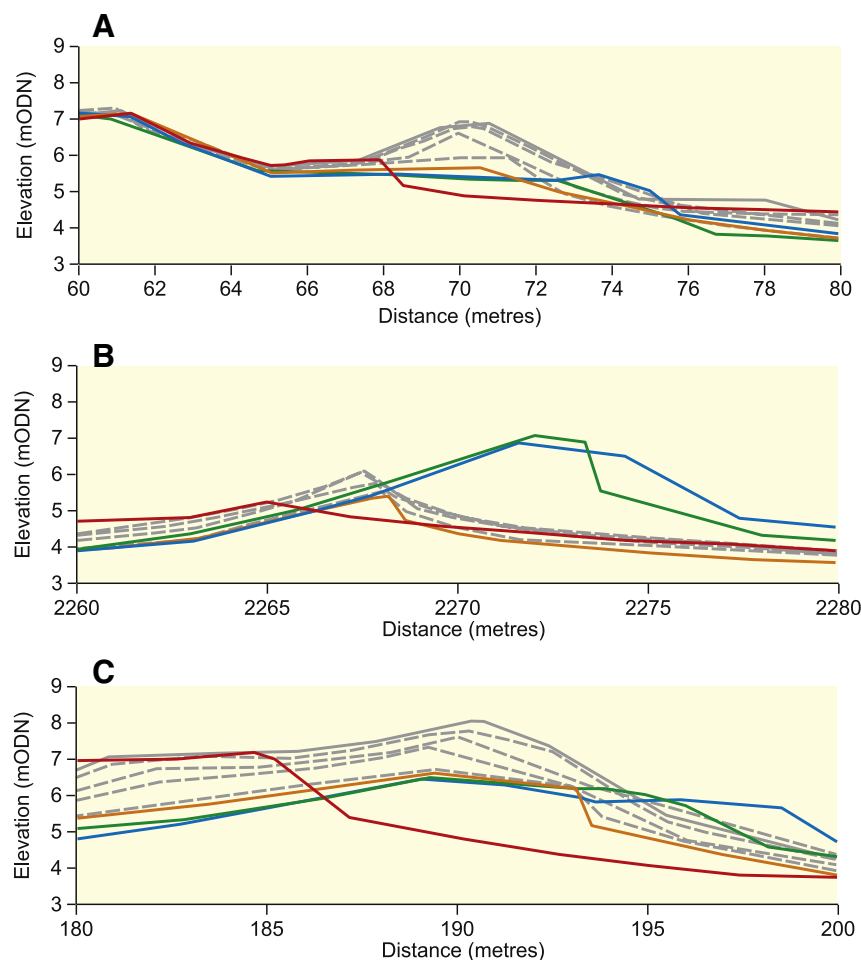 A
Elevation (mODN)
9
8
7
6
5
4
3
60 62 64 66 68 70 72 74 76 78 80
Distance (metres)
B
Elevation (mODN)
9
8
7
6
5
4
3
2260 2265 2270 2275 2280
Distance (metres)
C
Elevation (mODN)
9
8
7
6
5
4
3
180 185 190 195 200
Distance (metres)